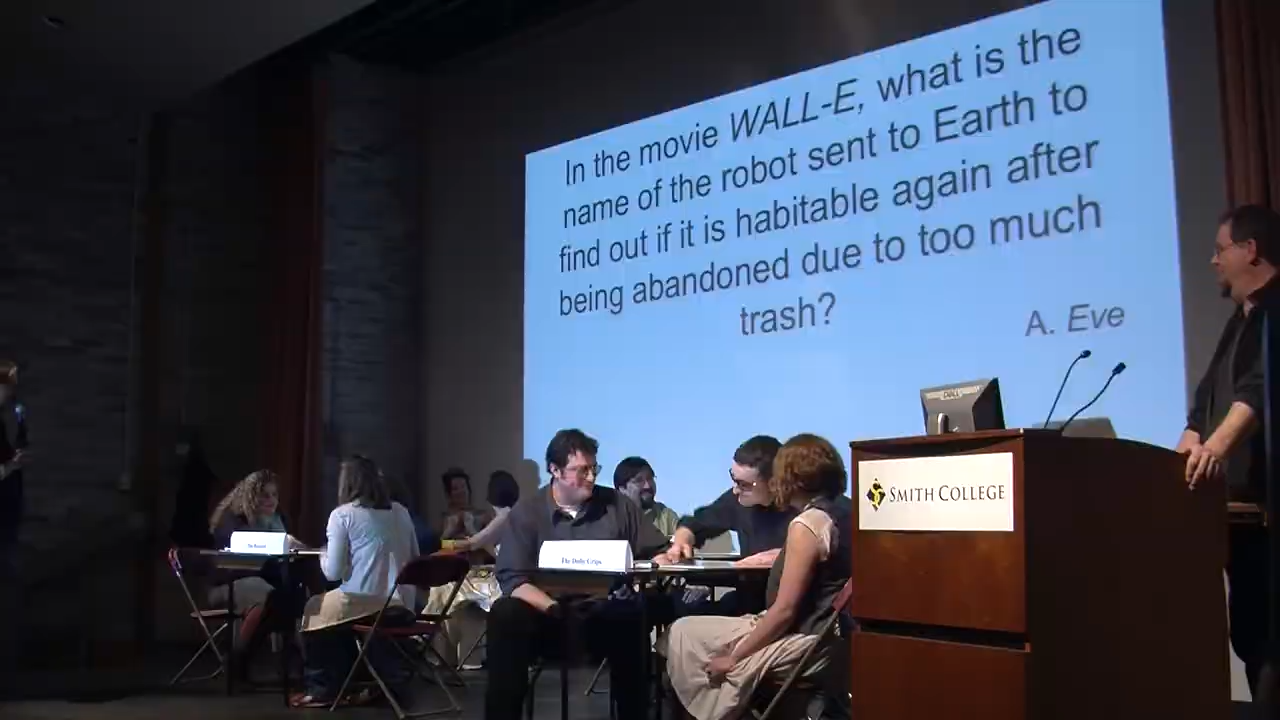 In the movie WALL-E, what is the
name of the robot sent to Earth to
find out if it is habitable again after
being abandoned due to too much
trash?
A. Eve
DELL
SMITH COLLEGE